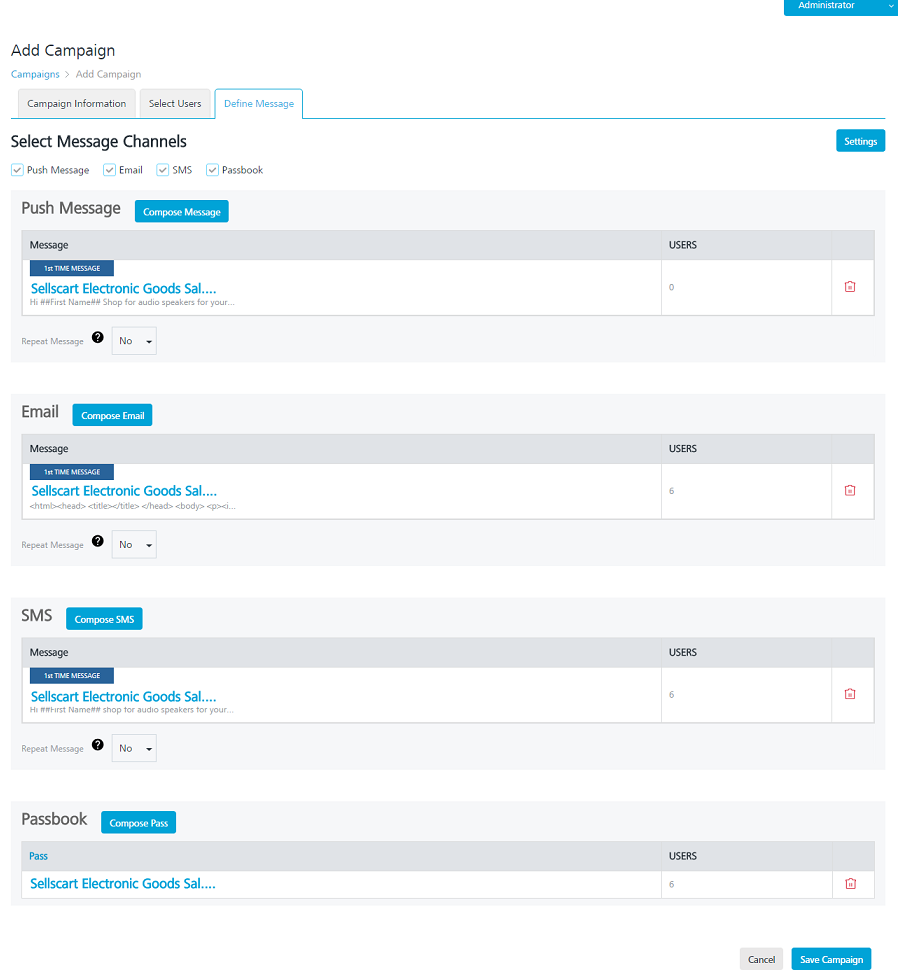 Administrator
Add Campaign
Campaigns > Add Campaign
Campaign Information Select Users Define Message
Select Message Channels Settings
Push Message Email SMS Passbook
Push Message Compose Message
Message USERS
1st TIME MESSAGE
Sellscart Electronic Goods Sal....
0
Hi ##First Name## Shop for audio speakers for your...
Repeat Message ? No
Email Compose Email
Message USERS
1st TIME MESSAGE
Sellscart Electronic Goods Sal....
6
<html><head> <title></title> </head> <body> <p><i...
Repeat Message ? No
SMS Compose SMS
Message USERS
1st TIME MESSAGE
Sellscart Electronic Goods Sal....
6
Hi ##First Name## shop for audio speakers for your...
Repeat Message ? No
Passbook Compose Pass
Pass USERS
Sellscart Electronic Goods Sal.... 6
Cancel Save Campaign